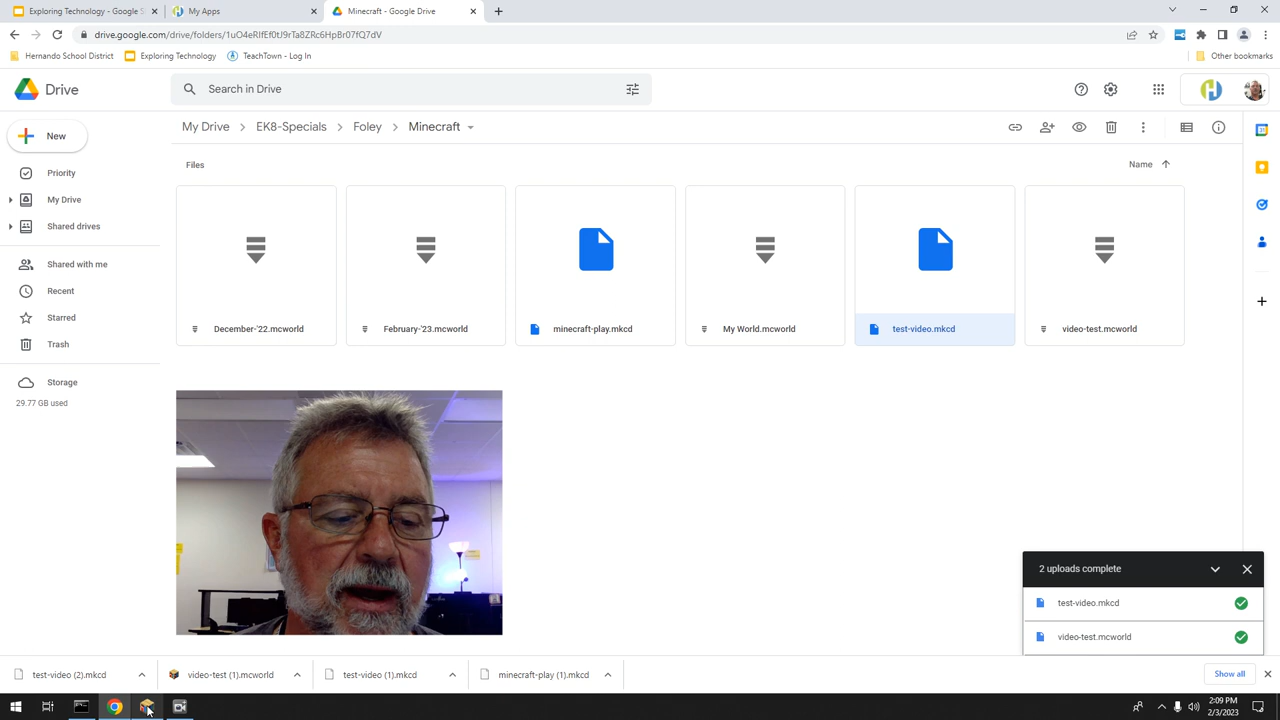 Exploring Technology - Google S
My Apps
Minecraft - Google Drive
drive.google.com/drive/folders/1uO4eRIfEf0tJ9rTa8ZRc6HpBr07fQ7dV
Hernando School District
Exploring Technology
TeachTown - Log In
Other bookmarks
Drive
Search in Drive
New
My Drive
EK8-Specials
Foley
Minecraft
Priority
My Drive
Shared drives
Shared with me
Recent
Starred
Trash
Storage
29.77 GB used
Files
Name
December-'22.mcworld
February-'23.mcworld
minecraft-play.mkcd
My World.mcworld
test-video.mkcd
video-test.mcworld
2 uploads complete
test-video.mkcd
video-test.mcworld
test-video (2).mkcd
video-test (1).mcworld
test-video (1).mkcd
minecraft-play (1).mkcd
Show all
2:09 PM
2/3/2023